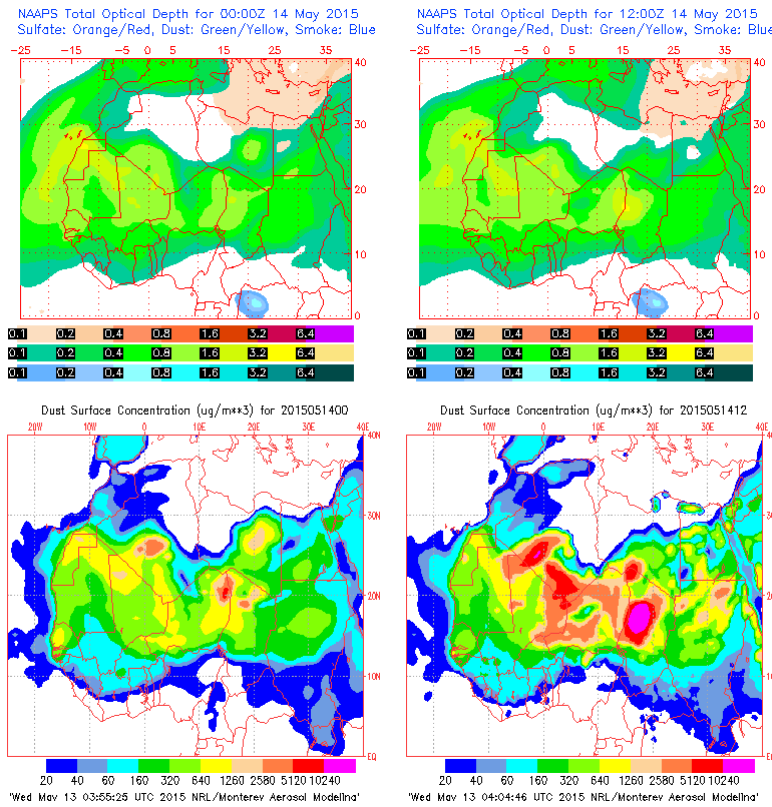 NAAPS Total Optical Depth for 00:00Z 14 May 2015
Sulfate: Orange/Red, Dust: Green/Yellow, Smoke: Blue
-25 -15 -5 0 5 15 25 35
40
30
20
10
0
0.1 0.2 0.4 0.8 1.6 3.2 6.4
0.1 0.2 0.4 0.8 1.6 3.2 6.4
0.1 0.2 0.4 0.8 1.6 3.2 6.4
NAAPS Total Optical Depth for 12:00Z 14 May 2015
Sulfate: Orange/Red, Dust: Green/Yellow, Smoke: Blue
-25 -15 -5 0 5 15 25 35
40
30
20
10
0
0.1 0.2 0.4 0.8 1.6 3.2 6.4
0.1 0.2 0.4 0.8 1.6 3.2 6.4
0.1 0.2 0.4 0.8 1.6 3.2 6.4
Dust Surface Concentration (ug/m**3) for 2015051400
20W 10W 0 10E 20E 30E 40E
40N
30N
20N
10N
EQ
20 40 60 160 320 640 1260 2580 5120 10240
'Wed May 13 03:55:25 UTC 2015 NRL/Monterey Aerosol Modeling'
Dust Surface Concentration (ug/m**3) for 2015051412
20W 10W 0 10E 20E 30E 40E
40N
30N
20N
10N
EQ
20 40 60 160 320 640 1260 2580 5120 10240
'Wed May 13 04:04:46 UTC 2015 NRL/Monterey Aerosol Modeling'